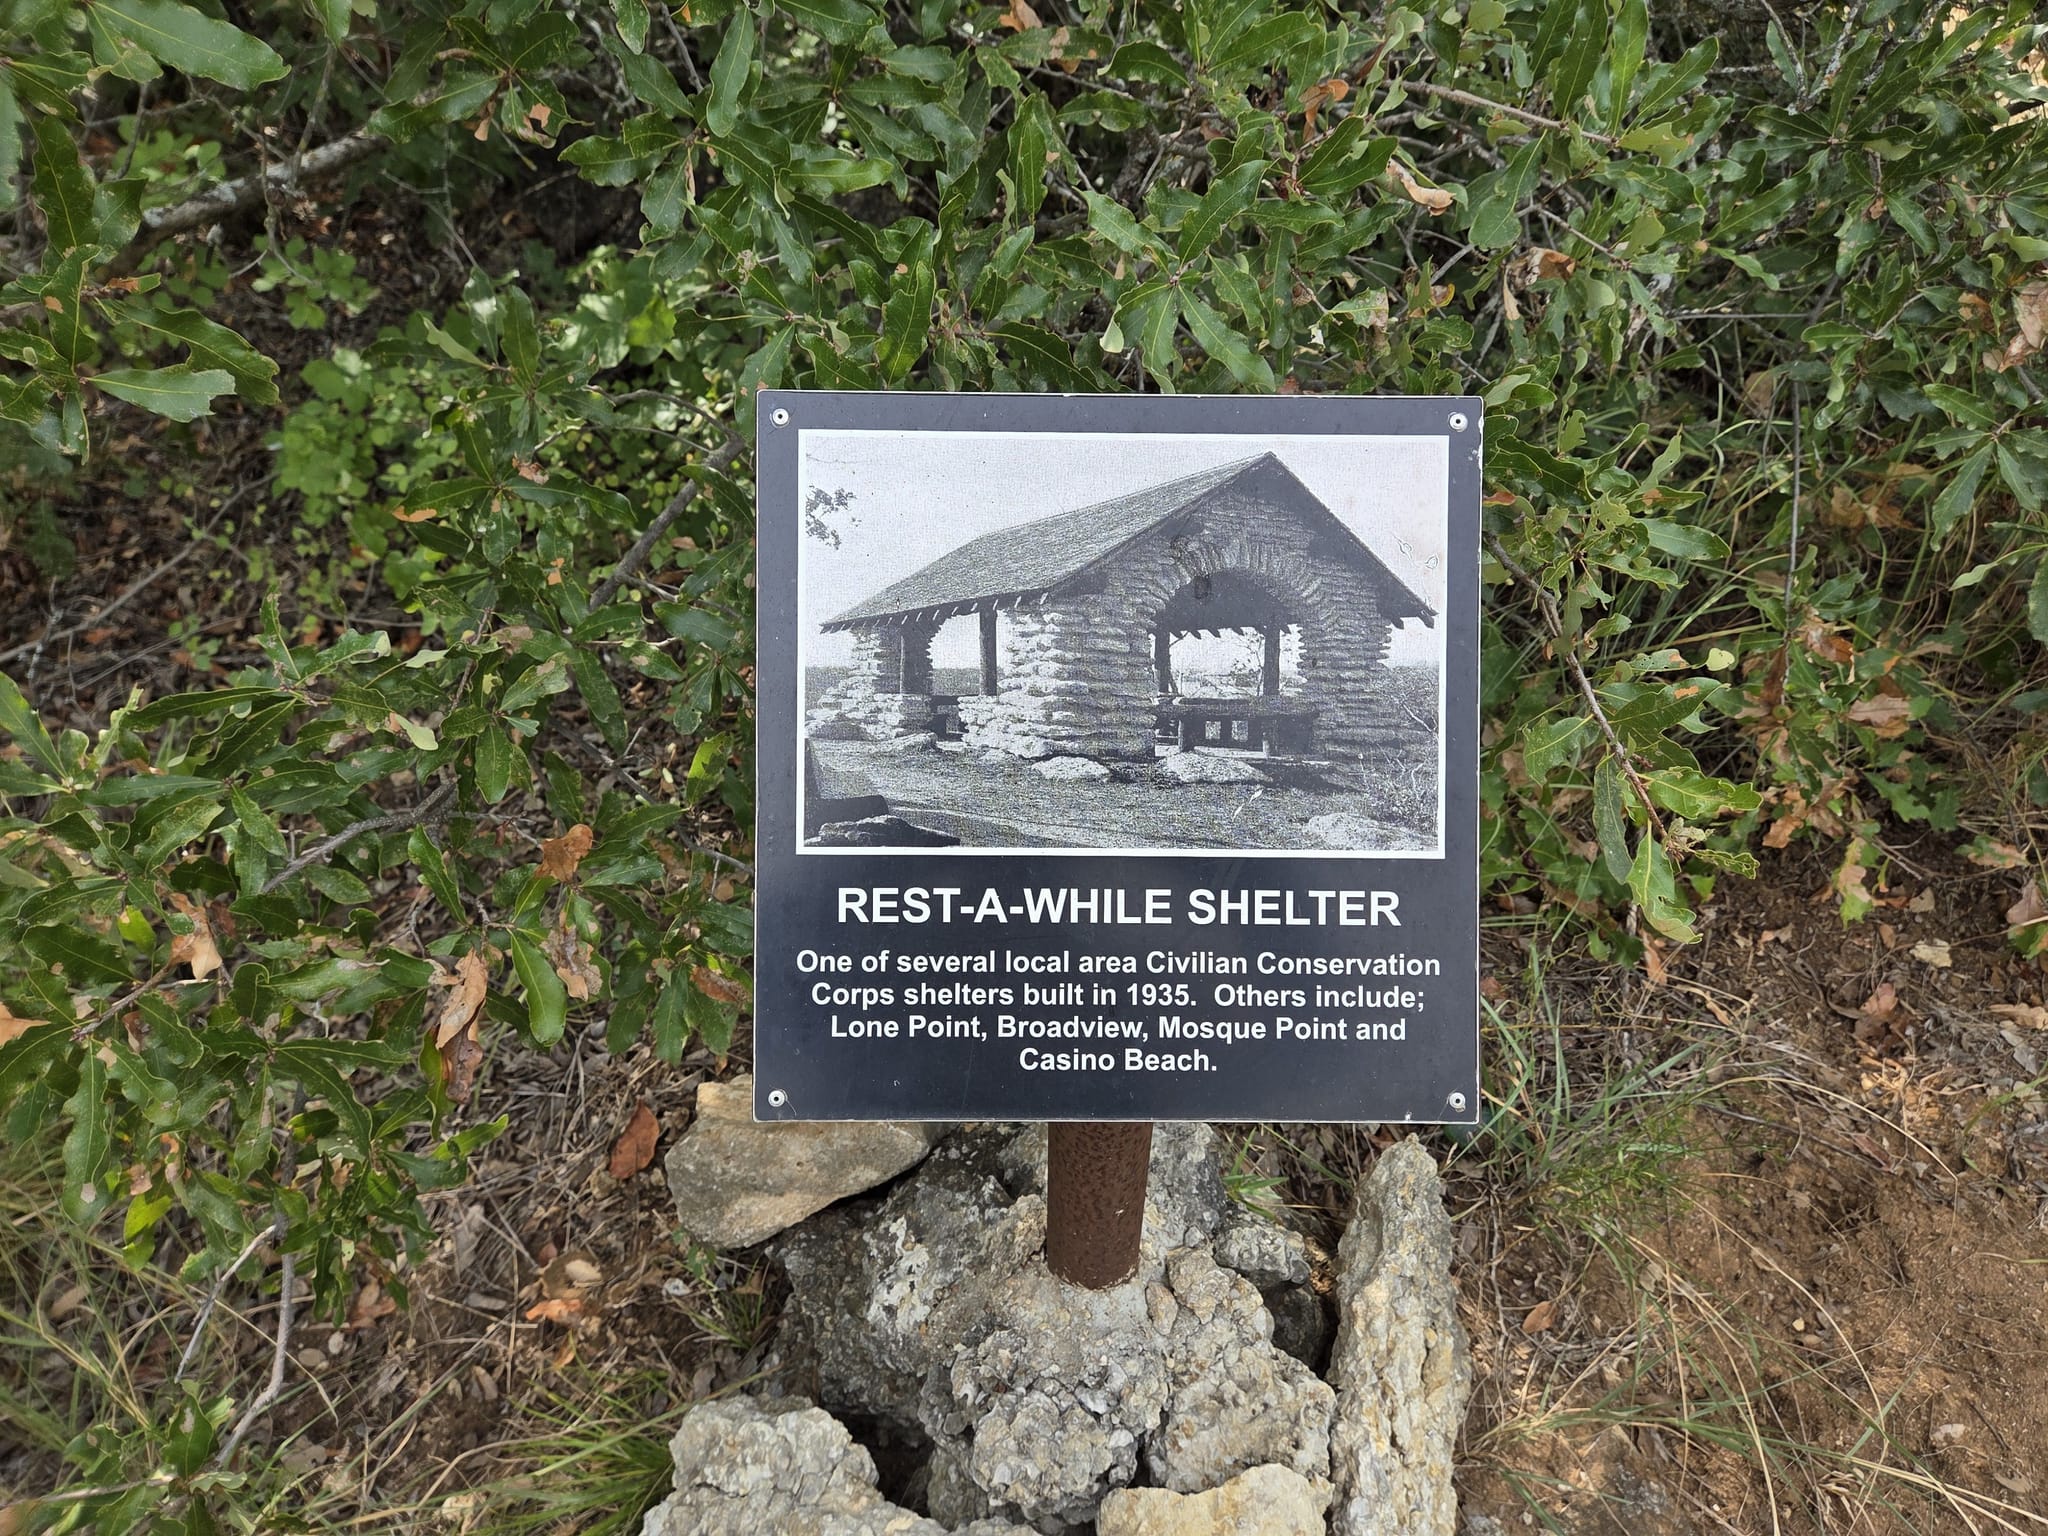 REST-A-WHILE SHELTER
One of several local area Civilian Conservation
Corps shelters built in 1935.  Others include;
Lone Point, Broadview, Mosque Point and
Casino Beach.